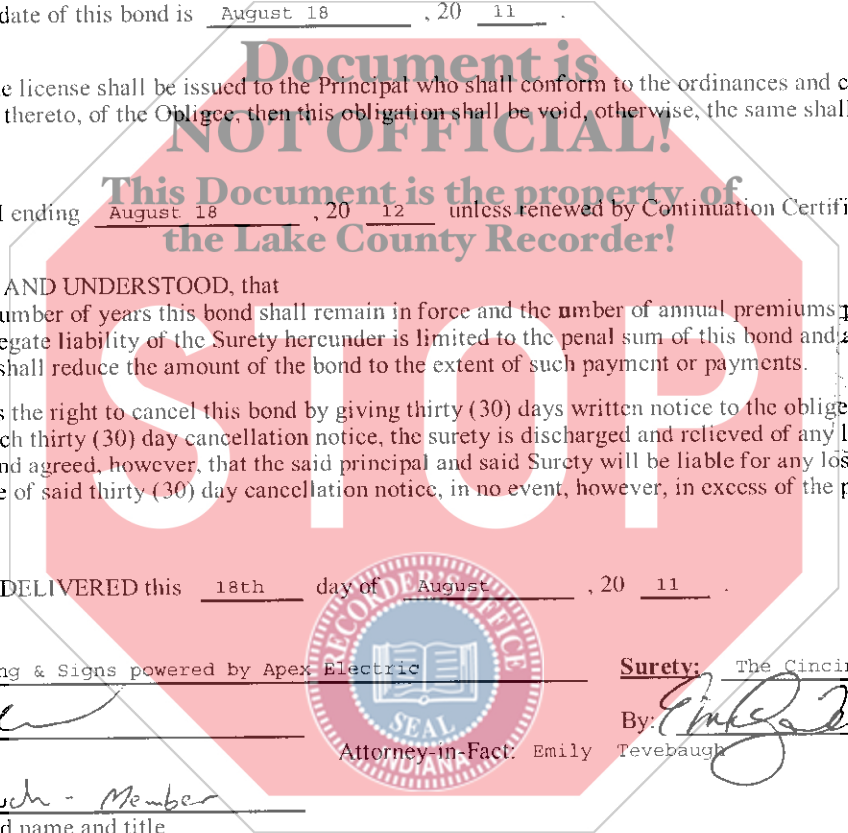 date of this bond is August 18 , 20 11 .
Document is
e license shall be issued to the Principal who shall conform to the ordinances and c
thereto, of the Obligee, then this obligation shall be void, otherwise, the same shall
NOT OFFICIAL!
This Document is the property of
ending August 18 , 20 12 unless renewed by Continuation Certifi
the Lake County Recorder!
AND UNDERSTOOD, that
umber of years this bond shall remain in force and the umber of annual premiums p
egate liability of the Surety hereunder is limited to the penal sum of this bond and a
shall reduce the amount of the bond to the extent of such payment or payments.
STOP
s the right to cancel this bond by giving thirty (30) days written notice to the oblige
ch thirty (30) day cancellation notice, the surety is discharged and relieved of any l
nd agreed, however, that the said principal and said Surety will be liable for any los
e of said thirty (30) day cancellation notice, in no event, however, in excess of the p
DELIVERED this 18th day of August , 20 11 .
RECORDER'S OFFICE
ng & Signs powered by Apex Electric Surety: The Cincin
By:
SEAL
INDIANA
Attorney-in-Fact: Emily Tevebaugh
uch - Member
d name and title